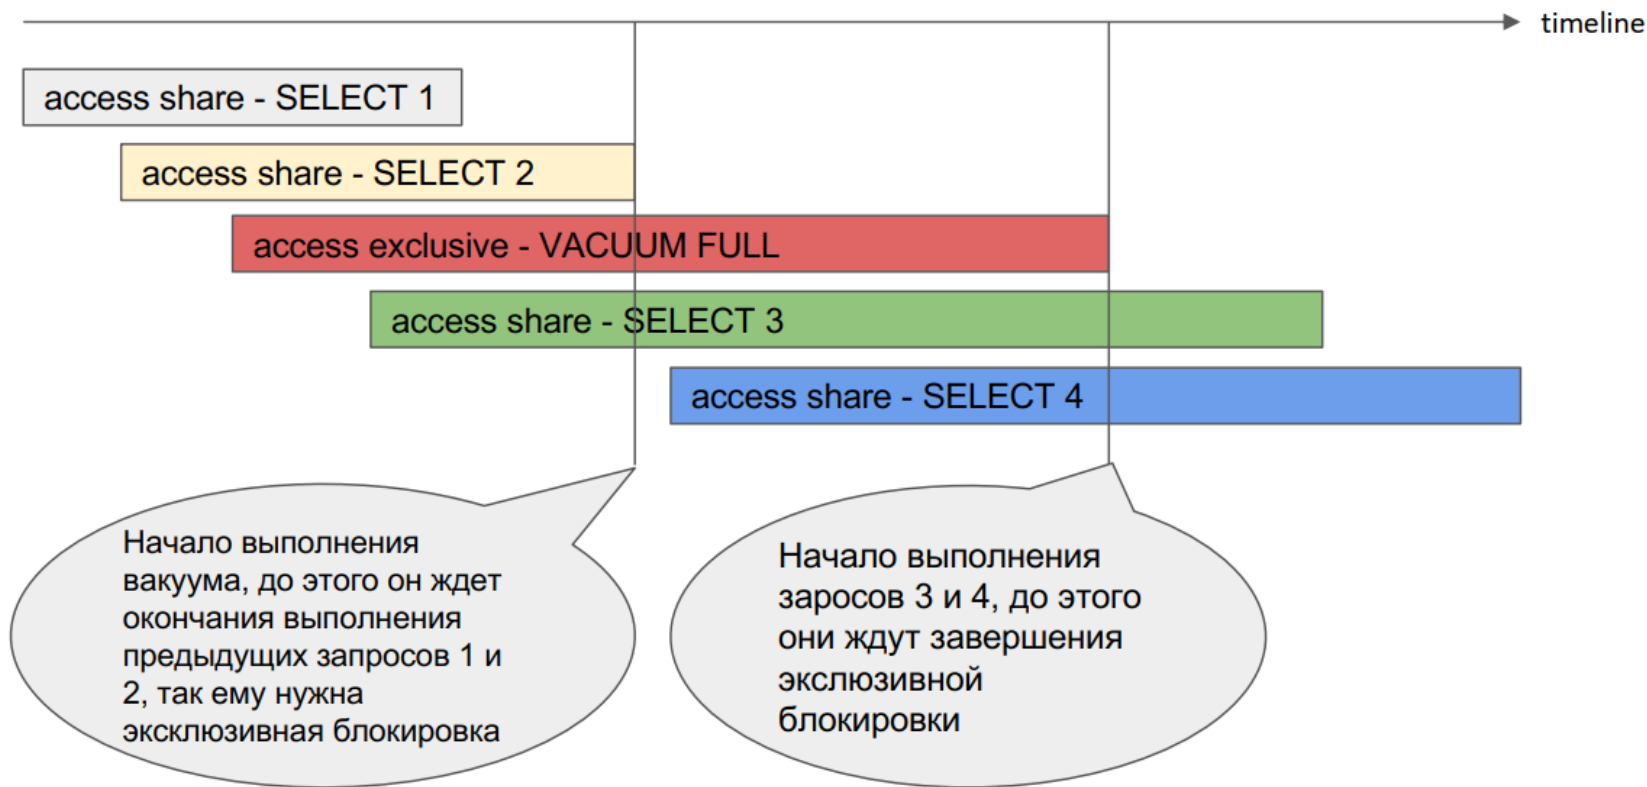 timeline
access share - SELECT 1
access share - SELECT 2
access exclusive - VACUUM FULL
access share - SELECT 3
access share - SELECT 4
Начало выполнения
вакуума, до этого он ждет
окончания выполнения
предыдущих запросов 1 и
2, так ему нужна
эксклюзивная блокировка
Начало выполнения
заросов 3 и 4, до этого
они ждут завершения
экслюзивной
блокировки